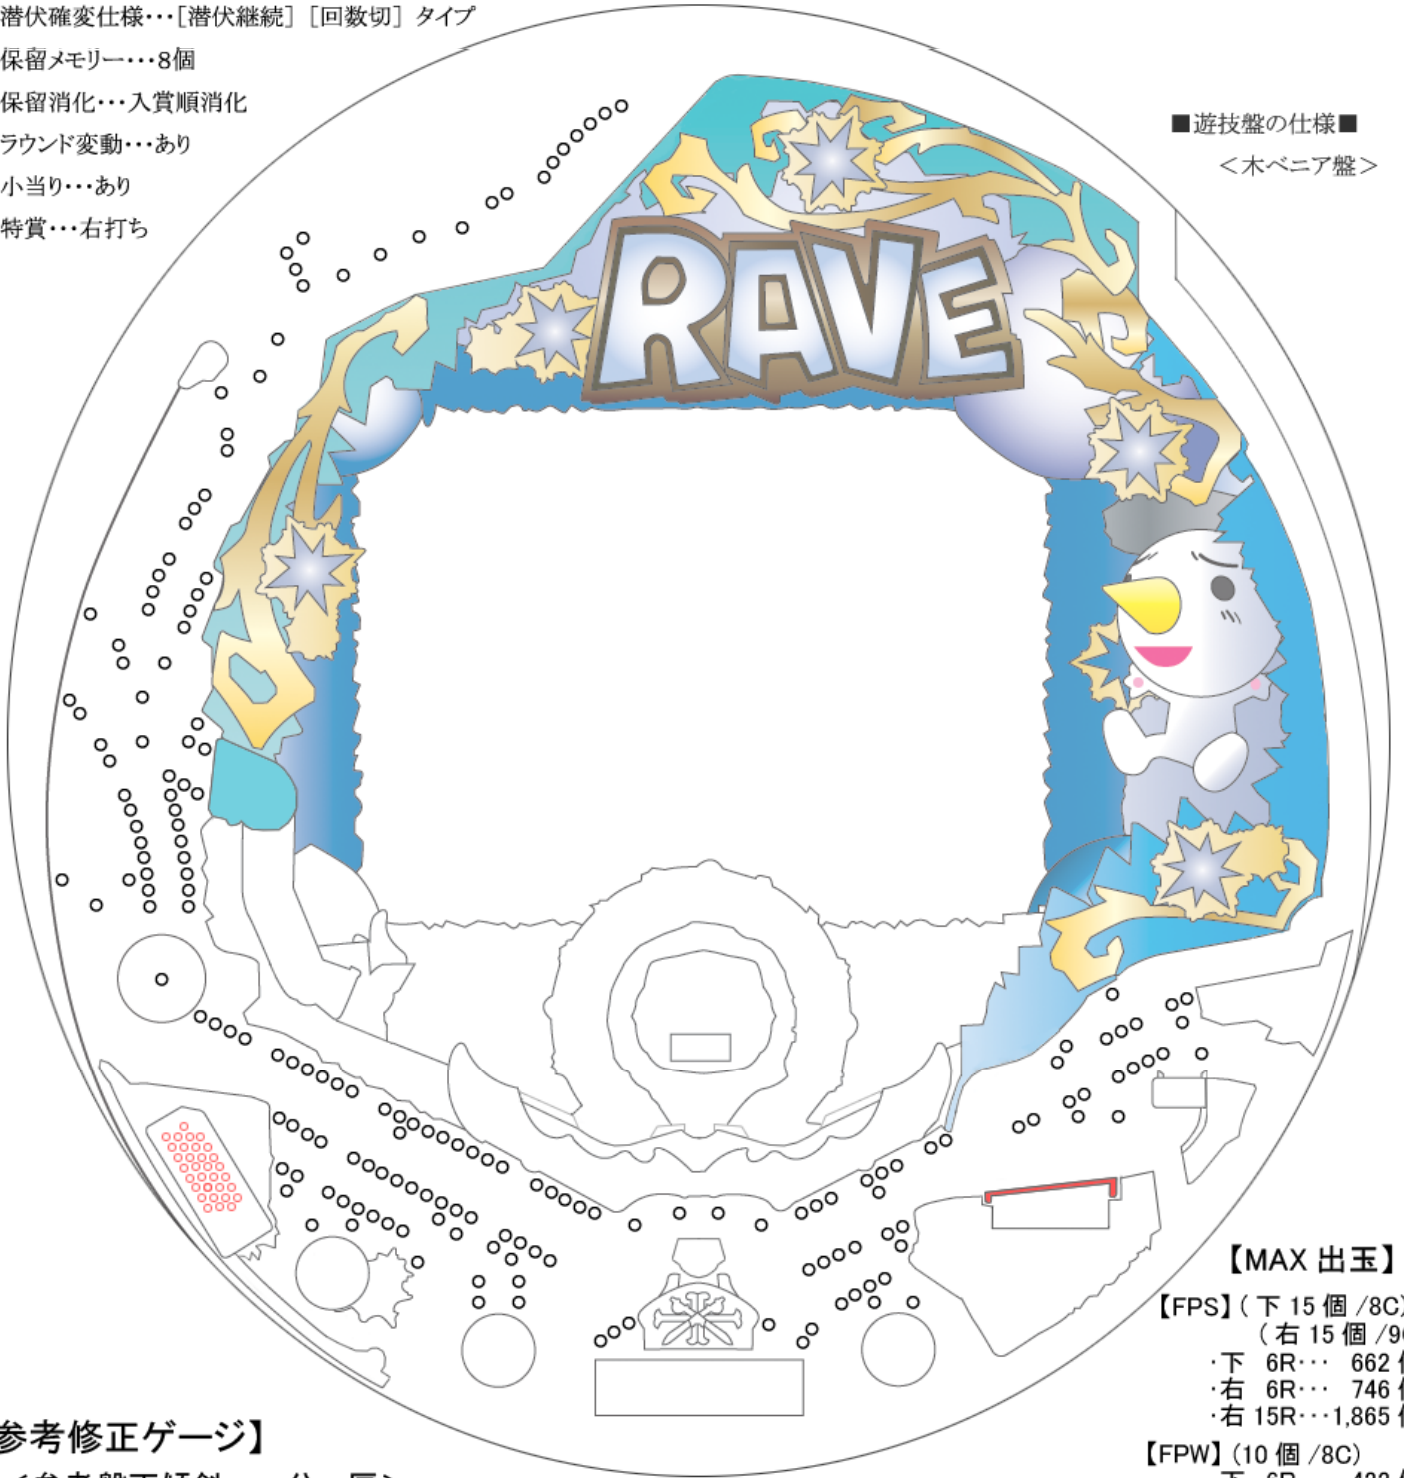 潜伏確変仕様･･･[潜伏継続] [回数切] タイプ
保留メモリー･･･8個
保留消化･･･入賞順消化
ラウンド変動･･･あり
小当り･･･あり
特賞･･･右打ち
■遊技盤の仕様■
＜木ベニア盤＞
RAVE
【MAX 出玉】
【FPS】( 下 15 個 /8C)
( 右 15 個 /9
･下 6R･･･ 662
･右 6R･･･ 746
･右 15R･･･1,865
【FPW】(10 個 /8C)
参考修正ゲージ】